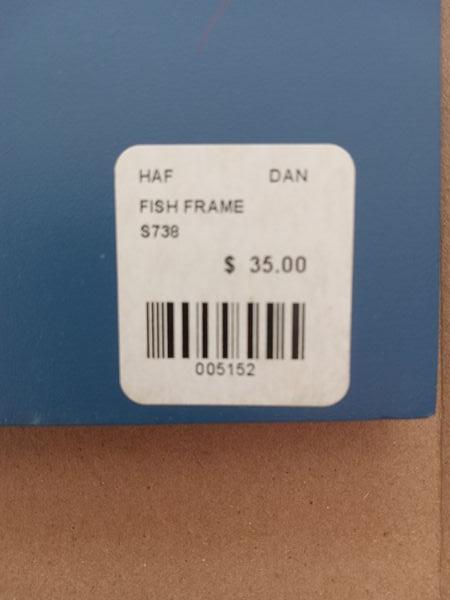 HAF DAN
FISH FRAME
S738
$ 35.00
005152